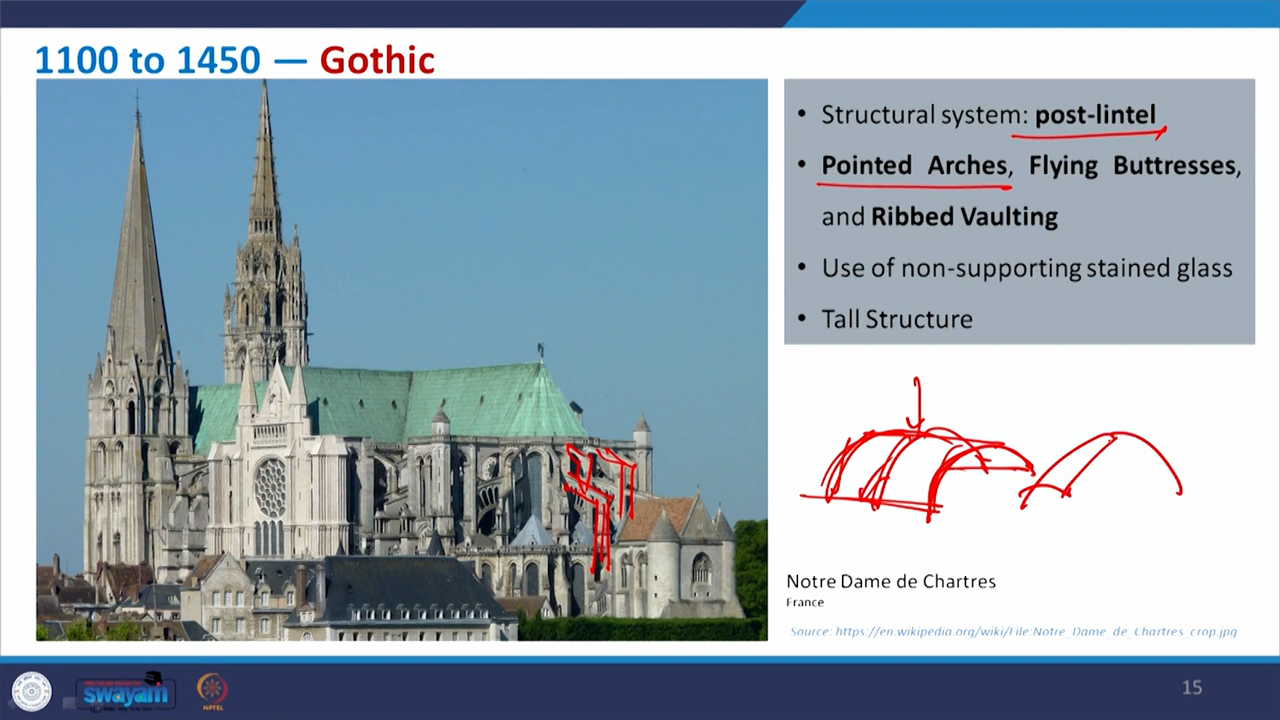 1100 to 1450 — Gothic
• Structural system: post-lintel
• Pointed Arches, Flying Buttresses,
and Ribbed Vaulting
• Use of non-supporting stained glass
• Tall Structure
Notre Dame de Chartres
France
Source: https://en.wikipedia.org/wiki/File:Notre_Dame_de_Chartres_crop.jpg
15
swayam
NPTEL